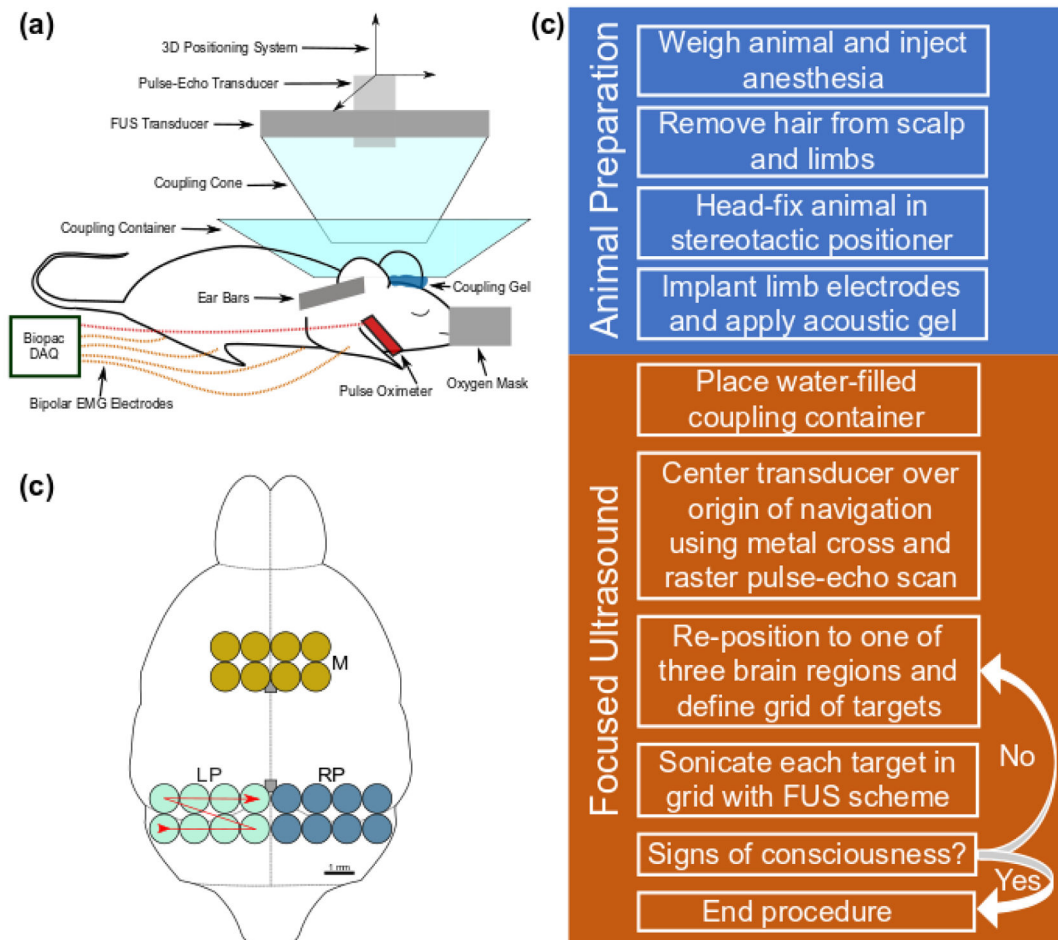 (a)
3D Positioning System
Pulse-Echo Transducer
FUS Transducer
Coupling Cone
Coupling Container
Ear Bars
Coupling Gel
Biopac
DAQ
Bipolar EMG Electrodes
Pulse Oximeter
Oxygen Mask
(c)
M
LP
RP
1 mm
(c)
Animal Preparation
Weigh animal and inject
anesthesia
Remove hair from scalp
and limbs
Head-fix animal in
stereotactic positioner
Implant limb electrodes
and apply acoustic gel
Focused Ultrasound
Place water-filled
coupling container
Center transducer over
origin of navigation
using metal cross and
raster pulse-echo scan
Re-position to one of
three brain regions and
define grid of targets
Sonicate each target in
grid with FUS scheme
No
Signs of consciousness?
Yes
End procedure